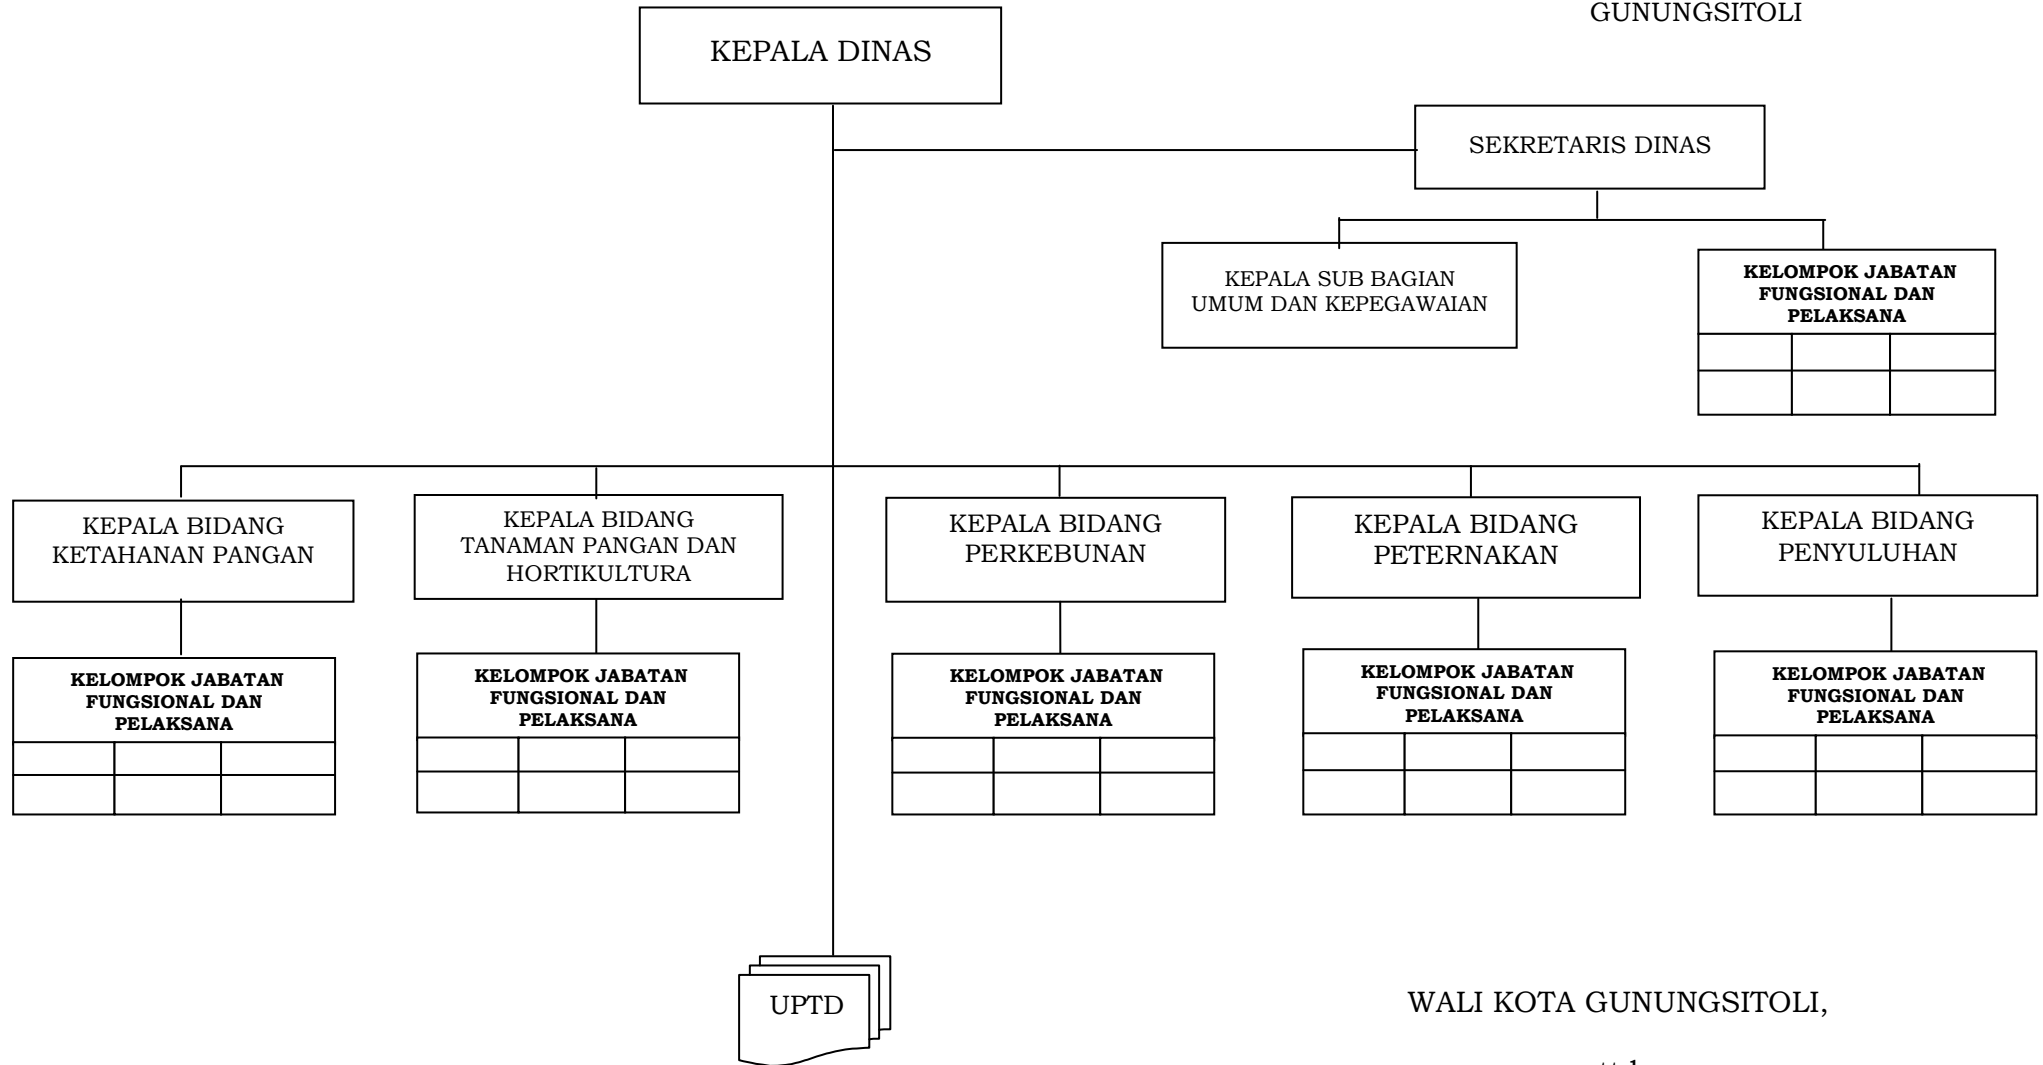 GUNUNGSITOLI
KEPALA DINAS
SEKRETARIS DINAS
KEPALA SUB BAGIAN
UMUM DAN KEPEGAWAIAN
KELOMPOK JABATAN
FUNGSIONAL DAN
PELAKSANA
KEPALA BIDANG
KETAHANAN PANGAN
KEPALA BIDANG
TANAMAN PANGAN DAN
HORTIKULTURA
KEPALA BIDANG
PERKEBUNAN
KEPALA BIDANG
PETERNAKAN
KEPALA BIDANG
PENYULUHAN
KELOMPOK JABATAN
FUNGSIONAL DAN
PELAKSANA
KELOMPOK JABATAN
FUNGSIONAL DAN
PELAKSANA
KELOMPOK JABATAN
FUNGSIONAL DAN
PELAKSANA
KELOMPOK JABATAN
FUNGSIONAL DAN
PELAKSANA
KELOMPOK JABATAN
FUNGSIONAL DAN
PELAKSANA
UPTD
WALI KOTA GUNUNGSITOLI,